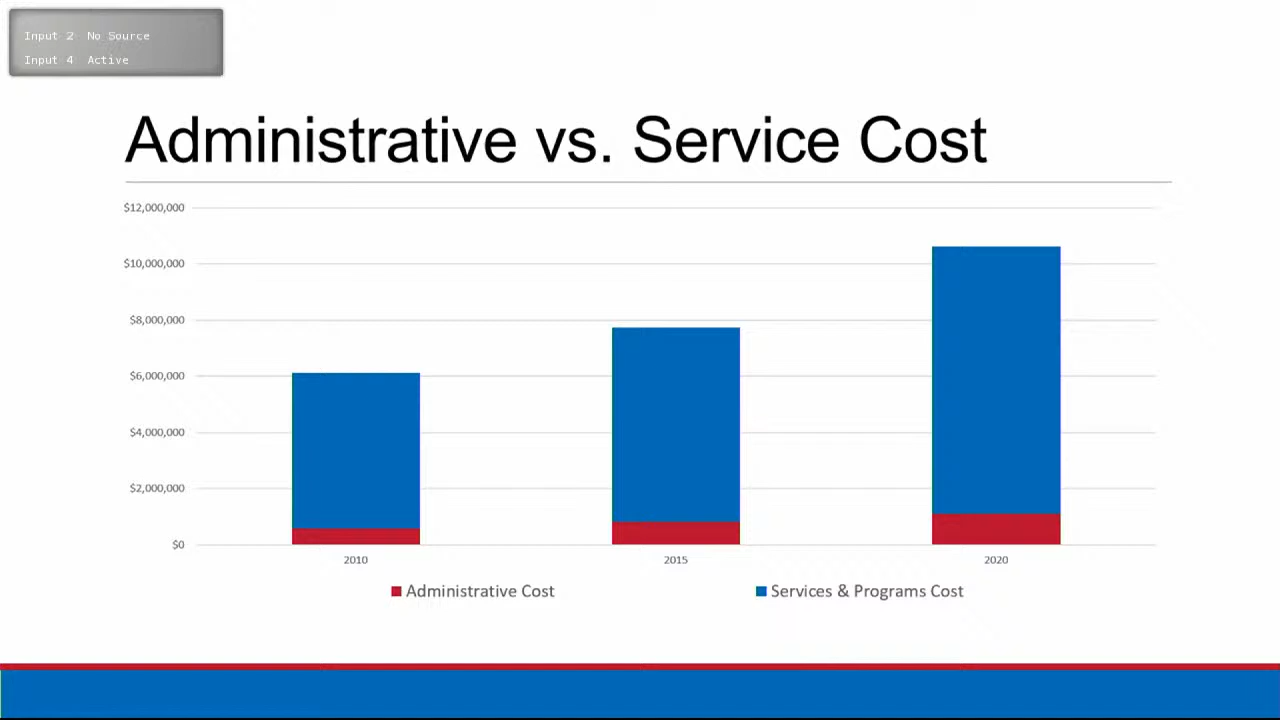 Input 2  No Source
Input 4  Active
Administrative vs. Service Cost
$12,000,000
$10,000,000
$8,000,000
$6,000,000
$4,000,000
$2,000,000
$0
2010 2015 2020
Administrative Cost Services & Programs Cost